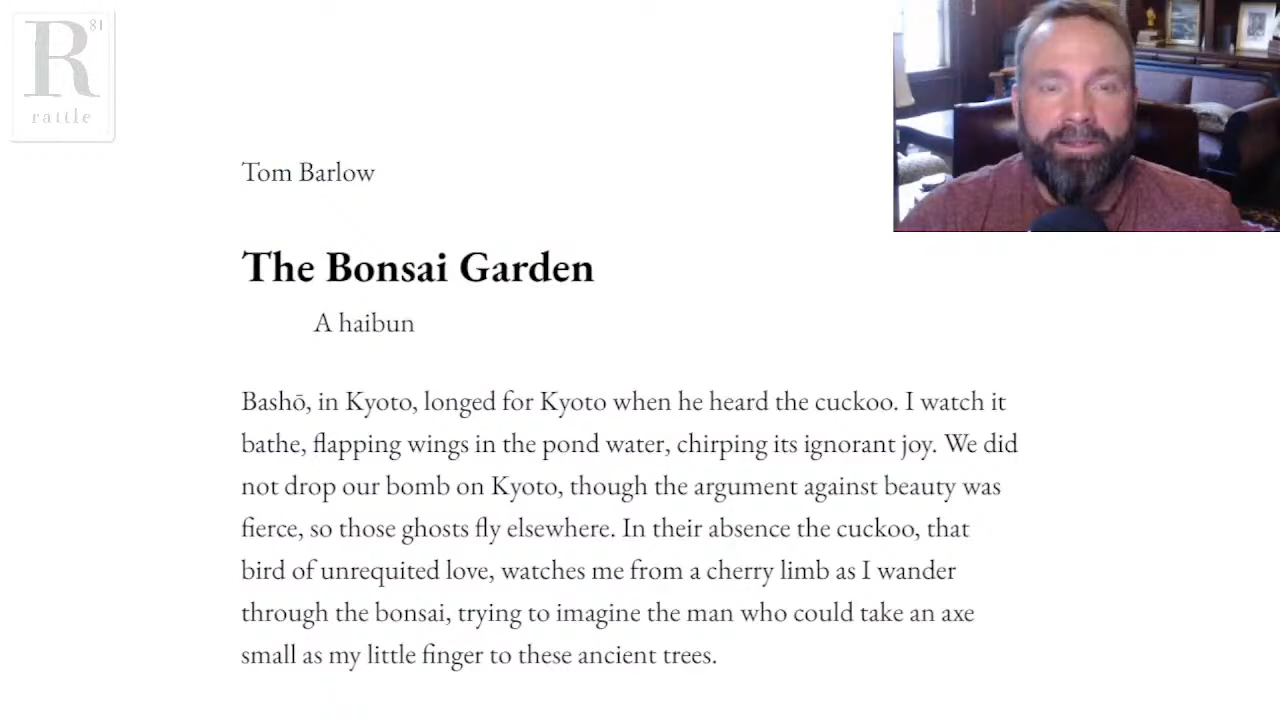 R 81
rattle
Tom Barlow
The Bonsai Garden
A haibun
Bashō, in Kyoto, longed for Kyoto when he heard the cuckoo. I watch it
bathe, flapping wings in the pond water, chirping its ignorant joy. We did
not drop our bomb on Kyoto, though the argument against beauty was
fierce, so those ghosts fly elsewhere. In their absence the cuckoo, that
bird of unrequited love, watches me from a cherry limb as I wander
through the bonsai, trying to imagine the man who could take an axe
small as my little finger to these ancient trees.